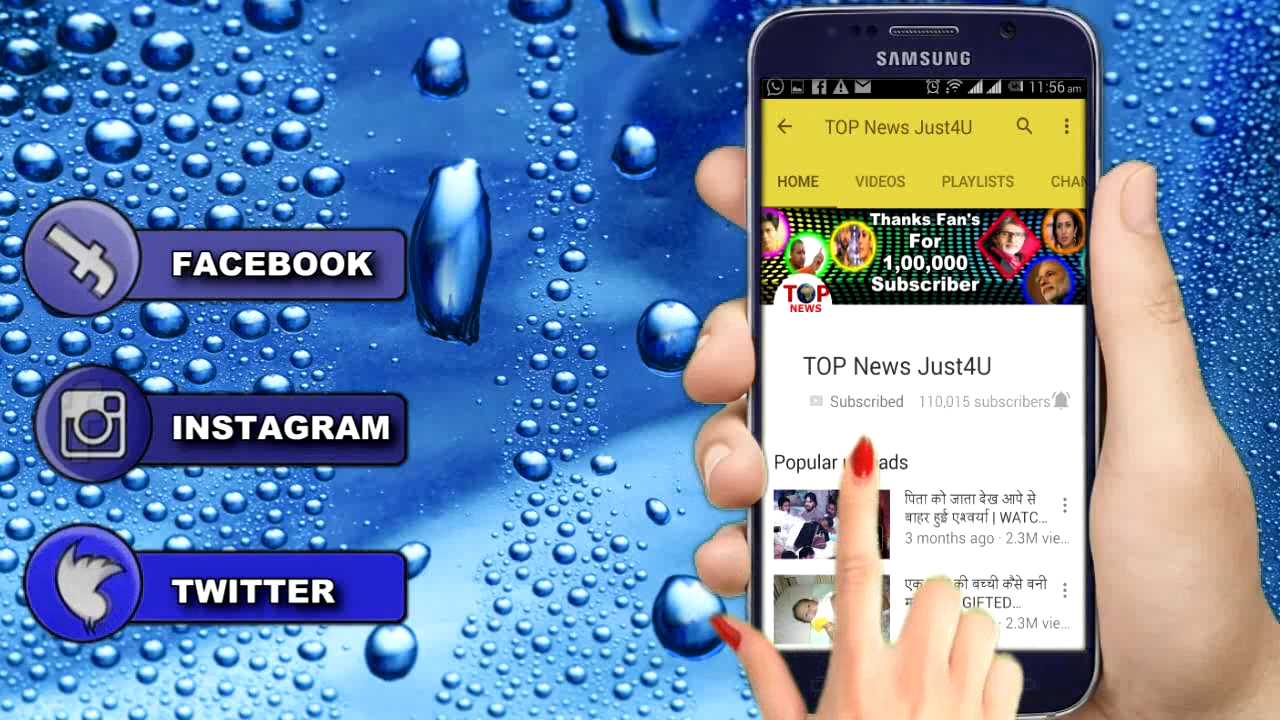 FACEBOOK
INSTAGRAM
TWITTER
SAMSUNG
11:56 am
TOP News Just4U
HOME VIDEOS PLAYLISTS CHAN
Thanks Fan's
For
1,00,000
Subscriber
TOP
NEWS
TOP News Just4U
Subscribed 110,015 subscribers
Popular ads
पिता को जाता देख आपे से
बाहर हुई एश्वर्या | WATC...
3 months ago · 2.3M vie...
की बच्ची कैसे बनी
GIFTED...
· 2.3M vie...